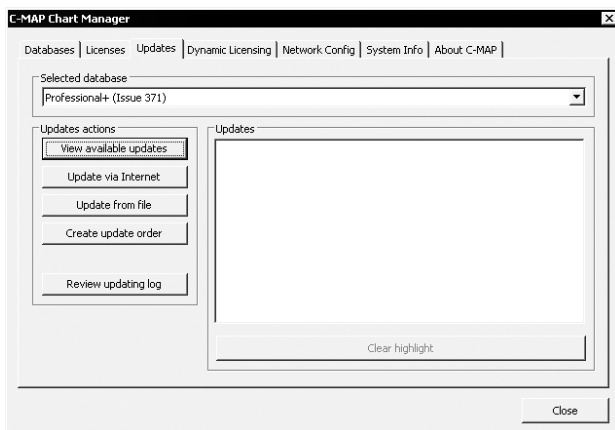 C-MAP Chart Manager
Databases Licenses Updates Dynamic Licensing Network Config System Info About C-MAP
Selected database
Professional+ (Issue 371)
Updates actions
View available updates
Update via Internet
Update from file
Create update order
Review updating log
Updates
Clear highlight
Close